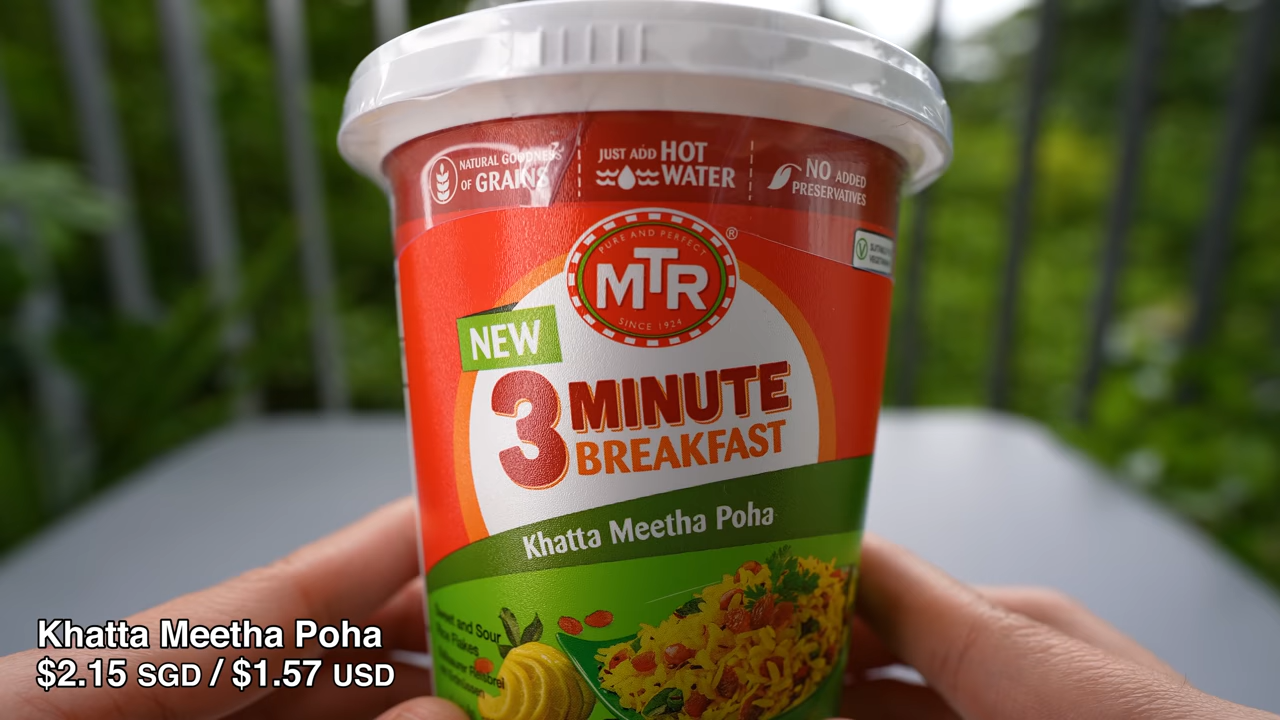 NATURAL GOODNESS
OF GRAINS
JUST ADD HOT
WATER
NO ADDED
PRESERVATIVES
PURE AND PERFECT
MTR
®
SINCE 1924
NEW
3 MINUTE
BREAKFAST
Khatta Meetha Poha
Sweet and Sour
Flakes
Khatta Meetha Poha
$2.15 SGD / $1.57 USD